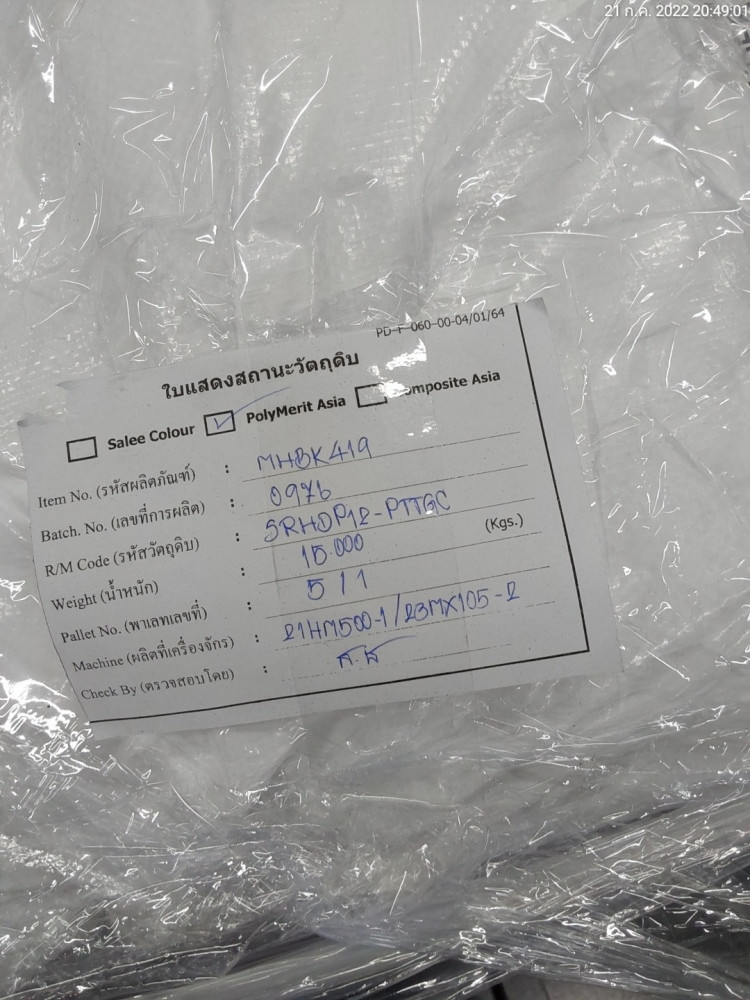 21 ก.ค. 2022 20:49:01
PD-F-060-00-04/01/64
ใบแสดงสถานะวัตถุดิบ
Salee Colour PolyMerit Asia Composite Asia
Item No. (รหัสผลิตภัณฑ์) : MHBK419
Batch. No. (เลขที่การผลิต) : 0976
R/M Code (รหัสวัตถุดิบ) : SRHDP12-PTTGC
Weight (น้ำหนัก) : 15.000 (Kgs.)
Pallet No. (พาเลทเลขที่) : 5/1
Machine (ผลิตที่เครื่องจักร) : 21HM500-1/23MX105-2
Check By (ตรวจสอบโดย) :